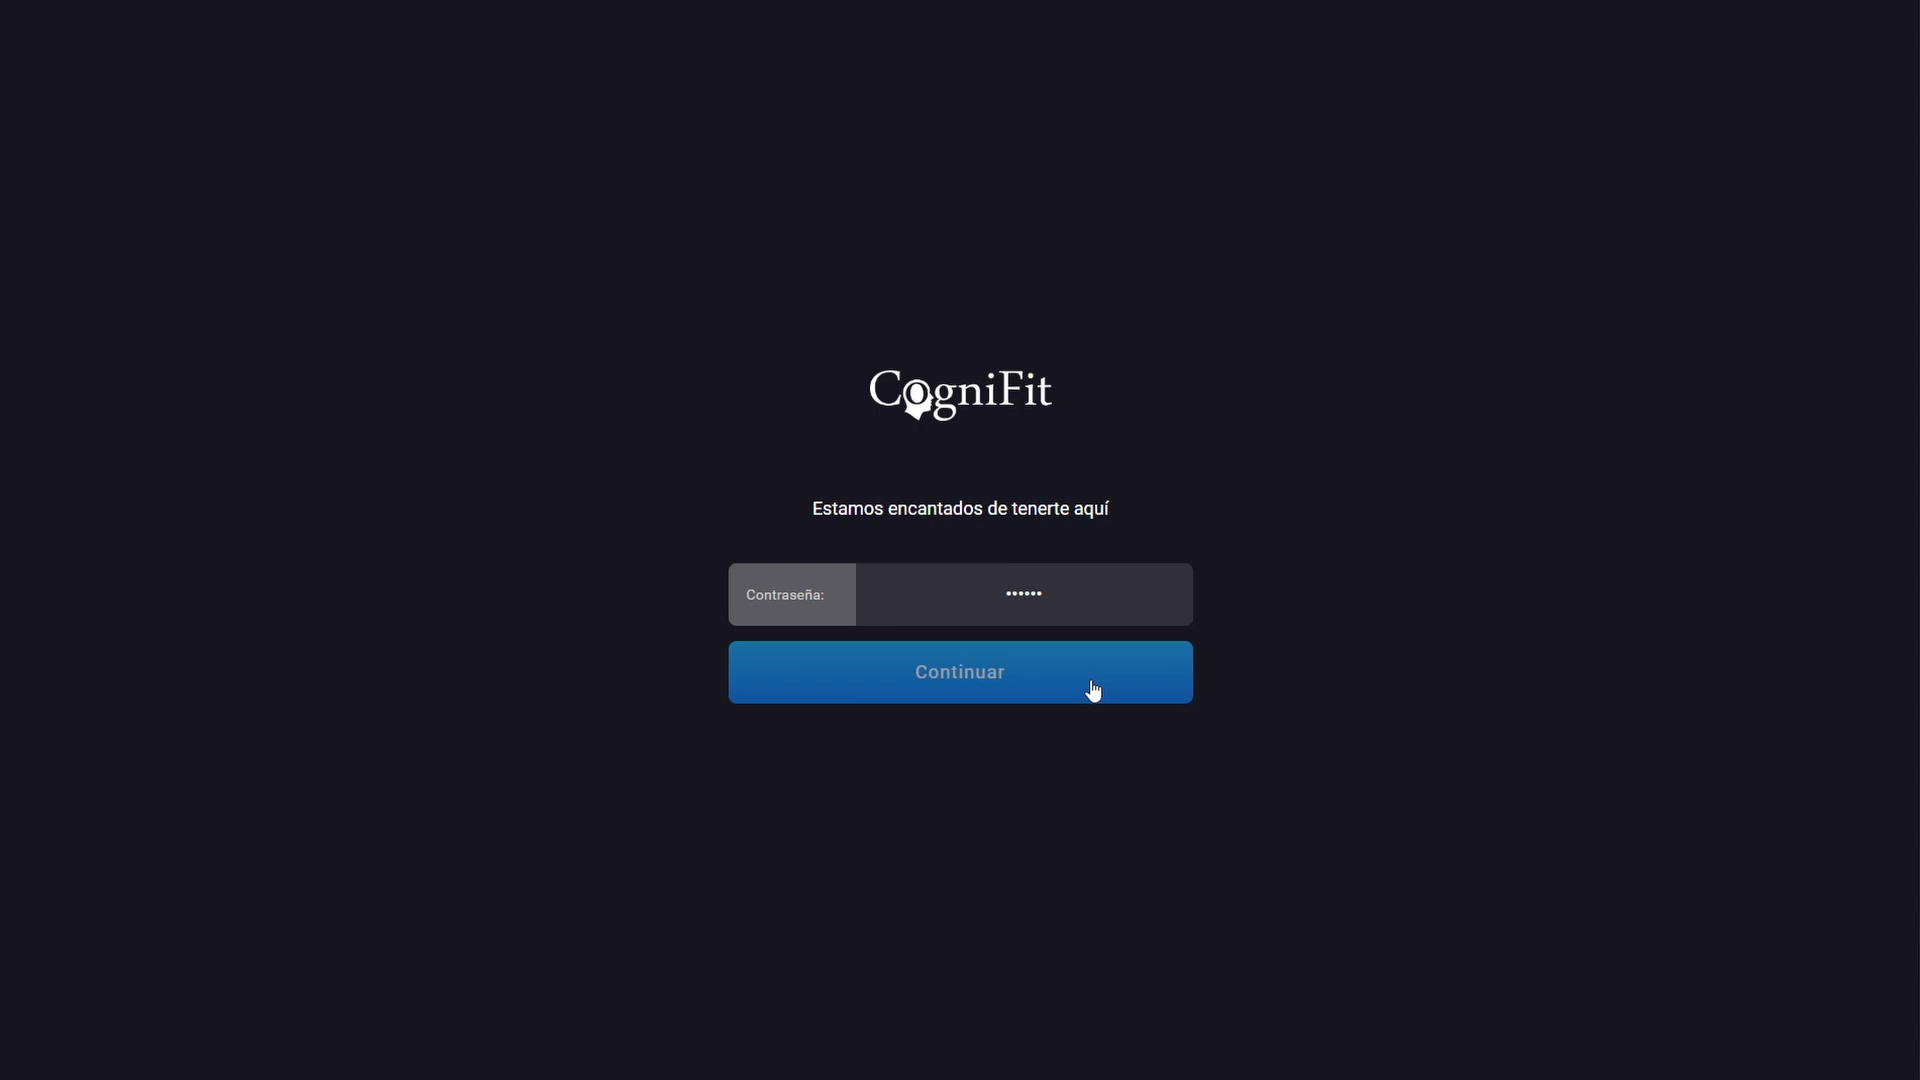 CogniFit
Estamos encantados de tenerte aquí
Contraseña: ••••••
Continuar